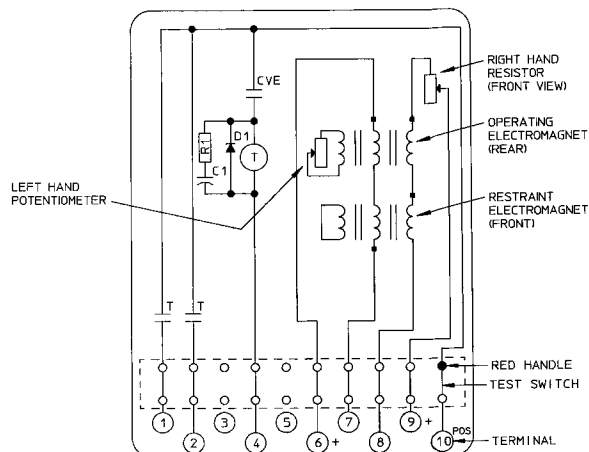 CVE
R1
D1
T
C1
LEFT HAND
POTENTIOMETER
RIGHT HAND
RESISTOR
(FRONT VIEW)
OPERATING
ELECTROMAGNET
(REAR)
RESTRAINT
ELECTROMAGNET
(FRONT)
T
T
RED HANDLE
TEST SWITCH
1
2
3
4
5
6 +
7
8
9 +
10 POS
TERMINAL